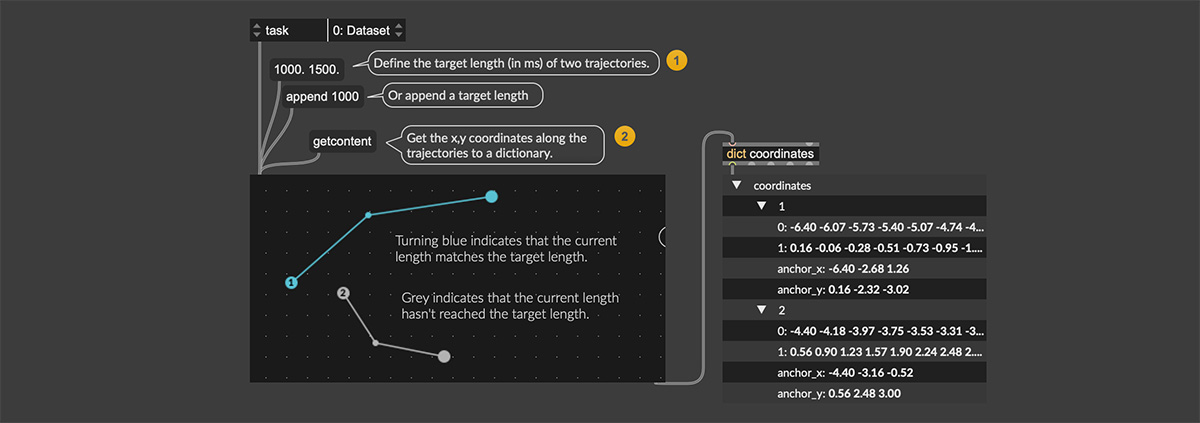 task
0: Dataset
1000. 1500.
Define the target length (in ms) of two trajectories.
1
append 1000
Or append a target length
getcontent
Get the x,y coordinates along the
trajectories to a dictionary.
2
Turning blue indicates that the current
length matches the target length.
1
2
Grey indicates that the current length
hasn't reached the target length.
dict coordinates
coordinates
1
0: -6.40 -6.07 -5.73 -5.40 -5.07 -4.74 -4...
1: 0.16 -0.06 -0.28 -0.51 -0.73 -0.95 -1....
anchor_x: -6.40 -2.68 1.26
anchor_y: 0.16 -2.32 -3.02
2
0: -4.40 -4.18 -3.97 -3.75 -3.53 -3.31 -3...
1: 0.56 0.90 1.23 1.57 1.90 2.24 2.48 2....
anchor_x: -4.40 -3.16 -0.52
anchor_y: 0.56 2.48 3.00